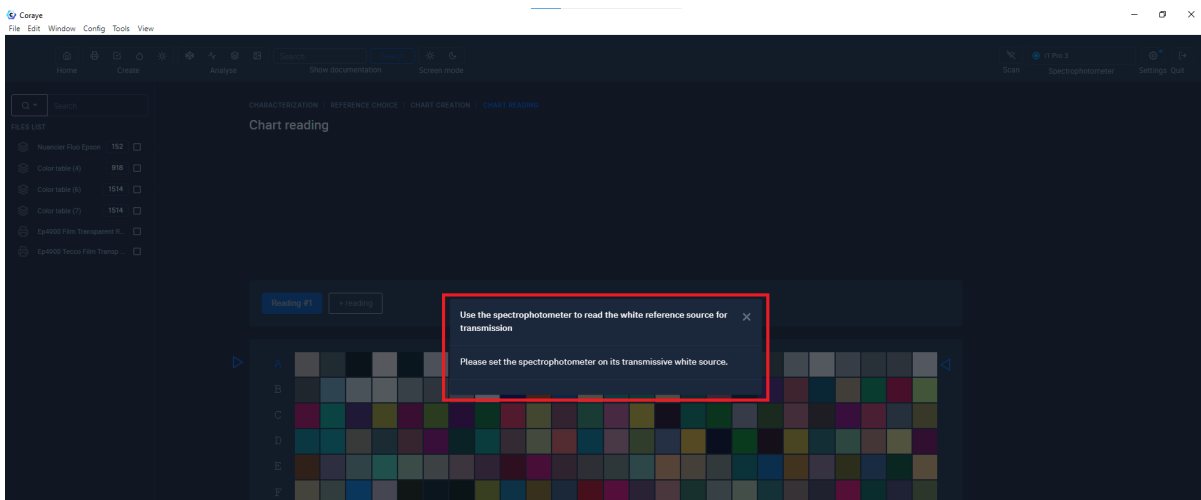 Coraye
File Edit Window Config Tools View
Search
Home Create Analyse Show documentation Screen mode
i1 Pro 3
Scan Spectrophotometer Settings Quit
Search
FILES LIST
Nuancier Fluo Epson 152
Color table (4) 918
Color table (6) 1514
Color table (7) 1514
Ep4900 Film Transparent R...
Ep4900 Tecco Film Transp...
CHARACTERIZATION - REFERENCE CHOICE - CHART CREATION - CHART READING
Chart reading
Reading #1 + reading
Use the spectrophotometer to read the white reference source for
transmission
Please set the spectrophotometer on its transmissive white source.
A
B
C
D
E
F